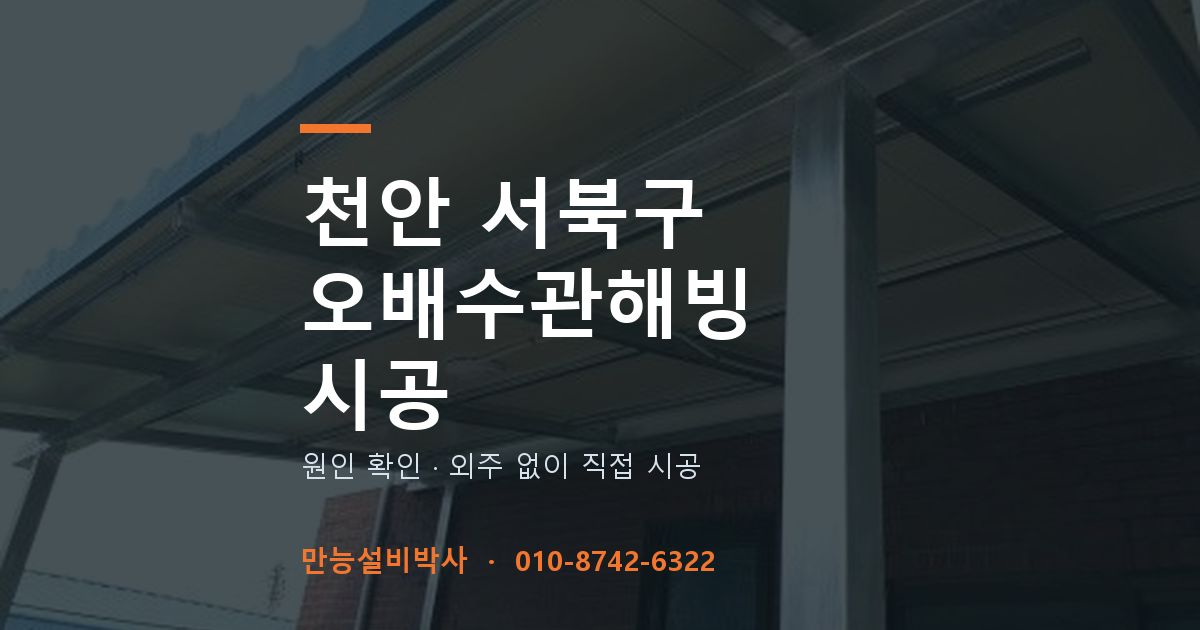 천안 서북구
오배수관해빙
시공
원인 확인 · 외주 없이 직접 시공
만능설비박사 · 010-8742-6322